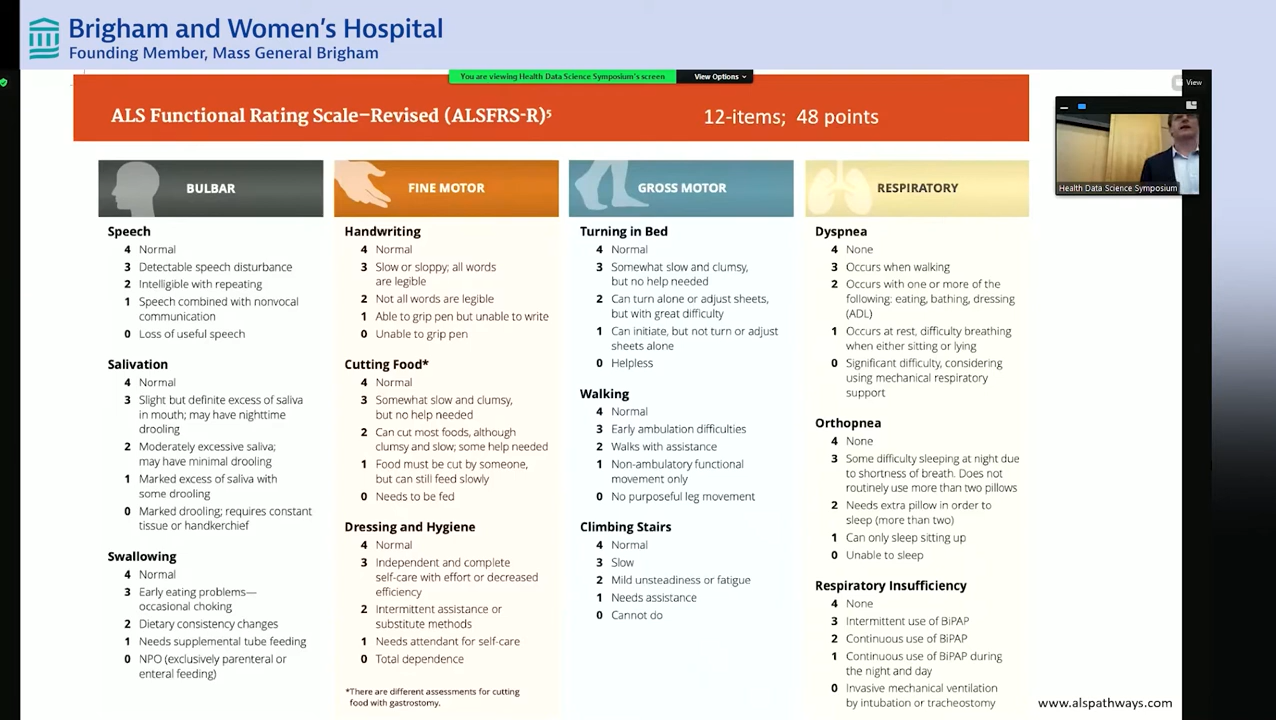 Brigham and Women's Hospital
Founding Member, Mass General Brigham
You are viewing Health Data Science Symposium's screen
View Options
View
ALS Functional Rating Scale–Revised (ALSFRS-R)5
12-items; 48 points
Health Data Science Symposium
BULBAR
Speech
4 Normal
3 Detectable speech disturbance
2 Intelligible with repeating
1 Speech combined with nonvocal
communication
0 Loss of useful speech
Salivation
4 Normal
3 Slight but definite excess of saliva
in mouth; may have nighttime
drooling
2 Moderately excessive saliva;
may have minimal drooling
1 Marked excess of saliva with
some drooling
0 Marked drooling; requires constant
tissue or handkerchief
Swallowing
4 Normal
3 Early eating problems—
occasional choking
2 Dietary consistency changes
1 Needs supplemental tube feeding
0 NPO (exclusively parenteral or
enteral feeding)
FINE MOTOR
Handwriting
4 Normal
3 Slow or sloppy; all words
are legible
2 Not all words are legible
1 Able to grip pen but unable to write
0 Unable to grip pen
Cutting Food*
4 Normal
3 Somewhat slow and clumsy,
but no help needed
2 Can cut most foods, although
clumsy and slow; some help needed
1 Food must be cut by someone,
but can still feed slowly
0 Needs to be fed
Dressing and Hygiene
4 Normal
3 Independent and complete
self-care with effort or decreased
efficiency
2 Intermittent assistance or
substitute methods
1 Needs attendant for self-care
0 Total dependence
*There are different assessments for cutting
food with gastrostomy.
GROSS MOTOR
Turning in Bed
4 Normal
3 Somewhat slow and clumsy,
but no help needed
2 Can turn alone or adjust sheets,
but with great difficulty
1 Can initiate, but not turn or adjust
sheets alone
0 Helpless
Walking
4 Normal
3 Early ambulation difficulties
2 Walks with assistance
1 Non-ambulatory functional
movement only
0 No purposeful leg movement
Climbing Stairs
4 Normal
3 Slow
2 Mild unsteadiness or fatigue
1 Needs assistance
0 Cannot do
RESPIRATORY
Dyspnea
4 None
3 Occurs when walking
2 Occurs with one or more of the
following: eating, bathing, dressing
(ADL)
1 Occurs at rest, difficulty breathing
when either sitting or lying
0 Significant difficulty, considering
using mechanical respiratory
support
Orthopnea
4 None
3 Some difficulty sleeping at night due
to shortness of breath. Does not
routinely use more than two pillows
2 Needs extra pillow in order to
sleep (more than two)
1 Can only sleep sitting up
0 Unable to sleep
Respiratory Insufficiency
4 None
3 Intermittent use of BiPAP
2 Continuous use of BiPAP
1 Continuous use of BiPAP during
the night and day
0 Invasive mechanical ventilation
by intubation or tracheostomy
www.alspathways.com